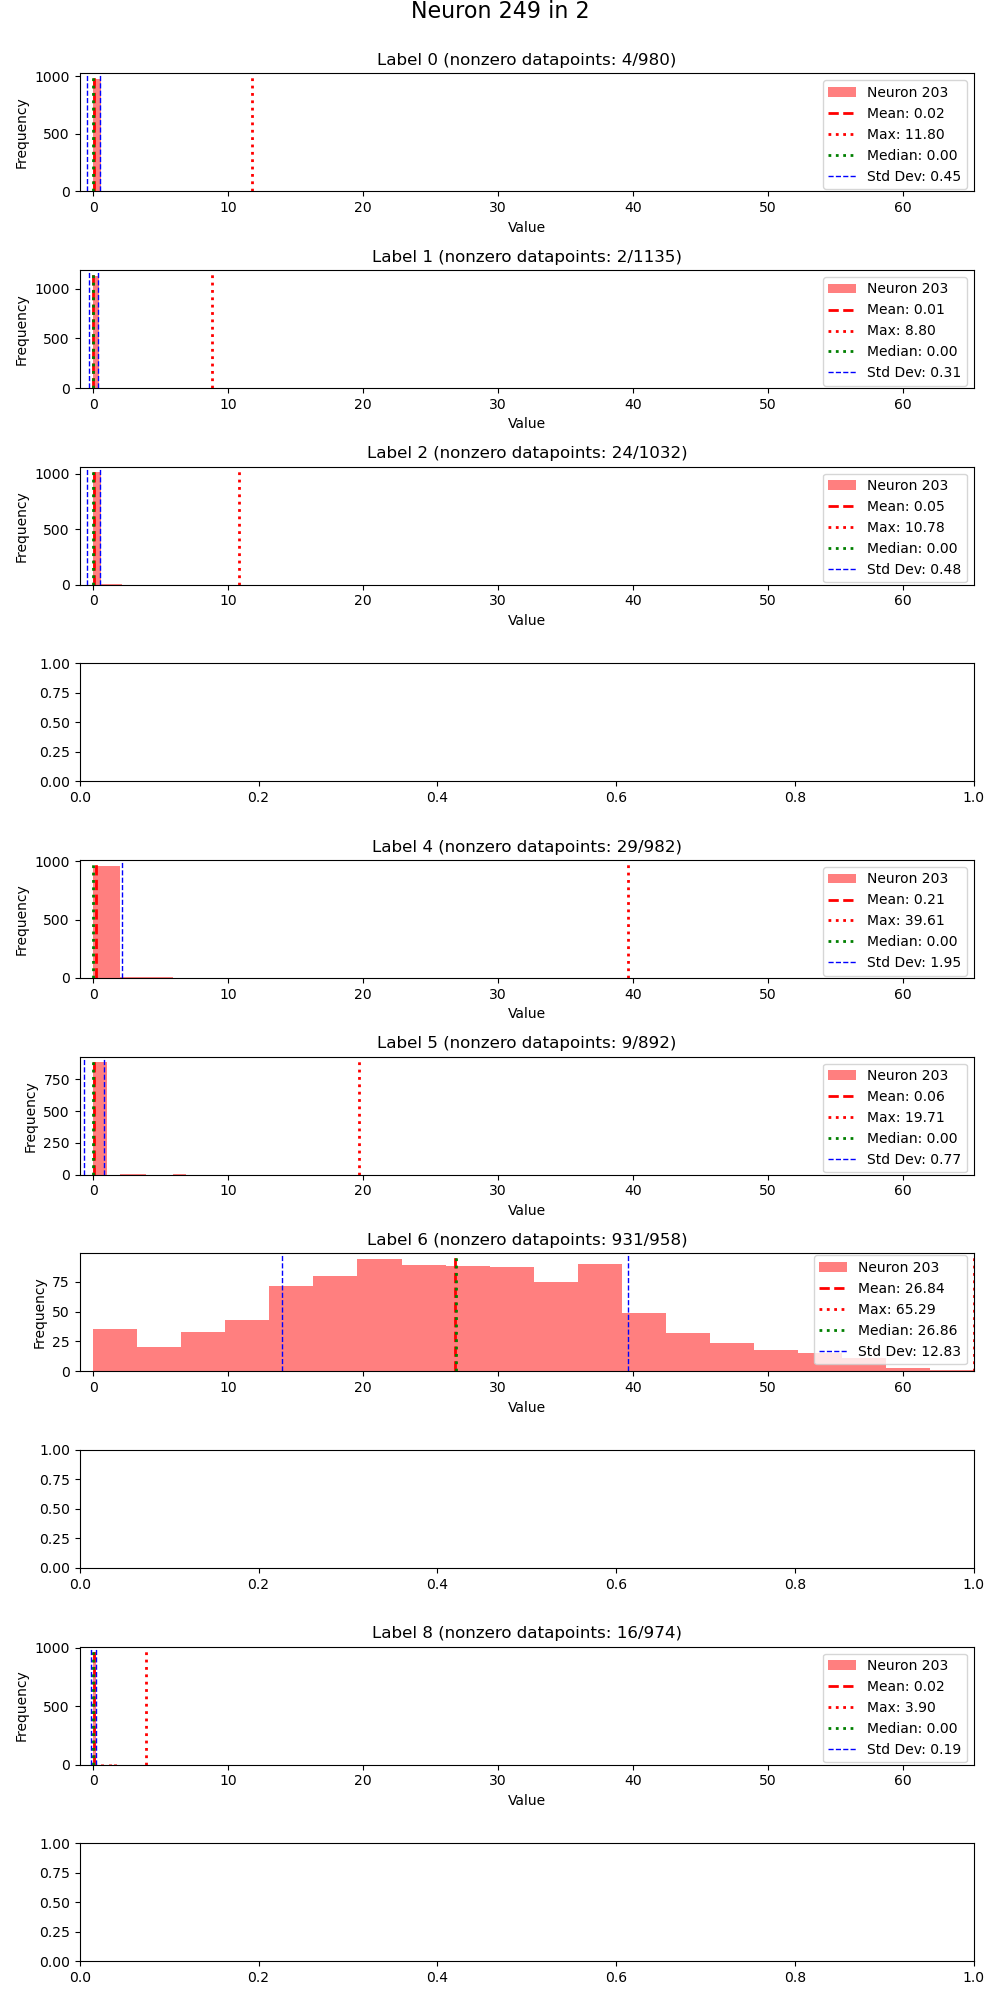 Neuron 249 in 2
Label 0 (nonzero datapoints: 4/980)
Frequency
1000
500
0
Neuron 203
Mean: 0.02
Max: 11.80
Median: 0.00
Std Dev: 0.45
0 10 20 30 40 50 60
Value
Label 1 (nonzero datapoints: 2/1135)
Frequency
1000
500
0
Neuron 203
Mean: 0.01
Max: 8.80
Median: 0.00
Std Dev: 0.31
0 10 20 30 40 50 60
Value
Label 2 (nonzero datapoints: 24/1032)
Frequency
1000
500
0
Neuron 203
Mean: 0.05
Max: 10.78
Median: 0.00
Std Dev: 0.48
0 10 20 30 40 50 60
Value
1.00
0.75
0.50
0.25
0.00
0.0 0.2 0.4 0.6 0.8 1.0
Label 4 (nonzero datapoints: 29/982)
Frequency
1000
500
0
Neuron 203
Mean: 0.21
Max: 39.61
Median: 0.00
Std Dev: 1.95
0 10 20 30 40 50 60
Value
Label 5 (nonzero datapoints: 9/892)
Frequency
750
500
250
0
Neuron 203
Mean: 0.06
Max: 19.71
Median: 0.00
Std Dev: 0.77
0 10 20 30 40 50 60
Value
Label 6 (nonzero datapoints: 931/958)
Frequency
75
50
25
0
Neuron 203
Mean: 26.84
Max: 65.29
Median: 26.86
Std Dev: 12.83
0 10 20 30 40 50 60
Value
1.00
0.75
0.50
0.25
0.00
0.0 0.2 0.4 0.6 0.8 1.0
Label 8 (nonzero datapoints: 16/974)
Frequency
1000
500
0
Neuron 203
Mean: 0.02
Max: 3.90
Median: 0.00
Std Dev: 0.19
0 10 20 30 40 50 60
Value
1.00
0.75
0.50
0.25
0.00
0.0 0.2 0.4 0.6 0.8 1.0